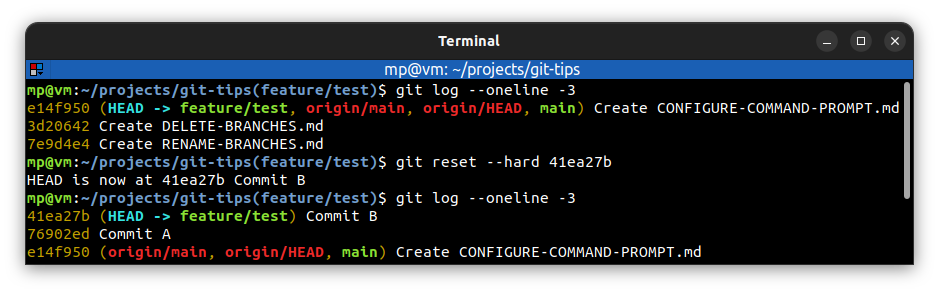 Terminal
mp@vm: ~/projects/git-tips
mp@vm:~/projects/git-tips(feature/test)$ git log --oneline -3
e14f950 (HEAD -> feature/test, origin/main, origin/HEAD, main) Create CONFIGURE-COMMAND-PROMPT.md
3d20642 Create DELETE-BRANCHES.md
7e9d4e4 Create RENAME-BRANCHES.md
mp@vm:~/projects/git-tips(feature/test)$ git reset --hard 41ea27b
HEAD is now at 41ea27b Commit B
mp@vm:~/projects/git-tips(feature/test)$ git log --oneline -3
41ea27b (HEAD -> feature/test) Commit B
76902ed Commit A
e14f950 (origin/main, origin/HEAD, main) Create CONFIGURE-COMMAND-PROMPT.md